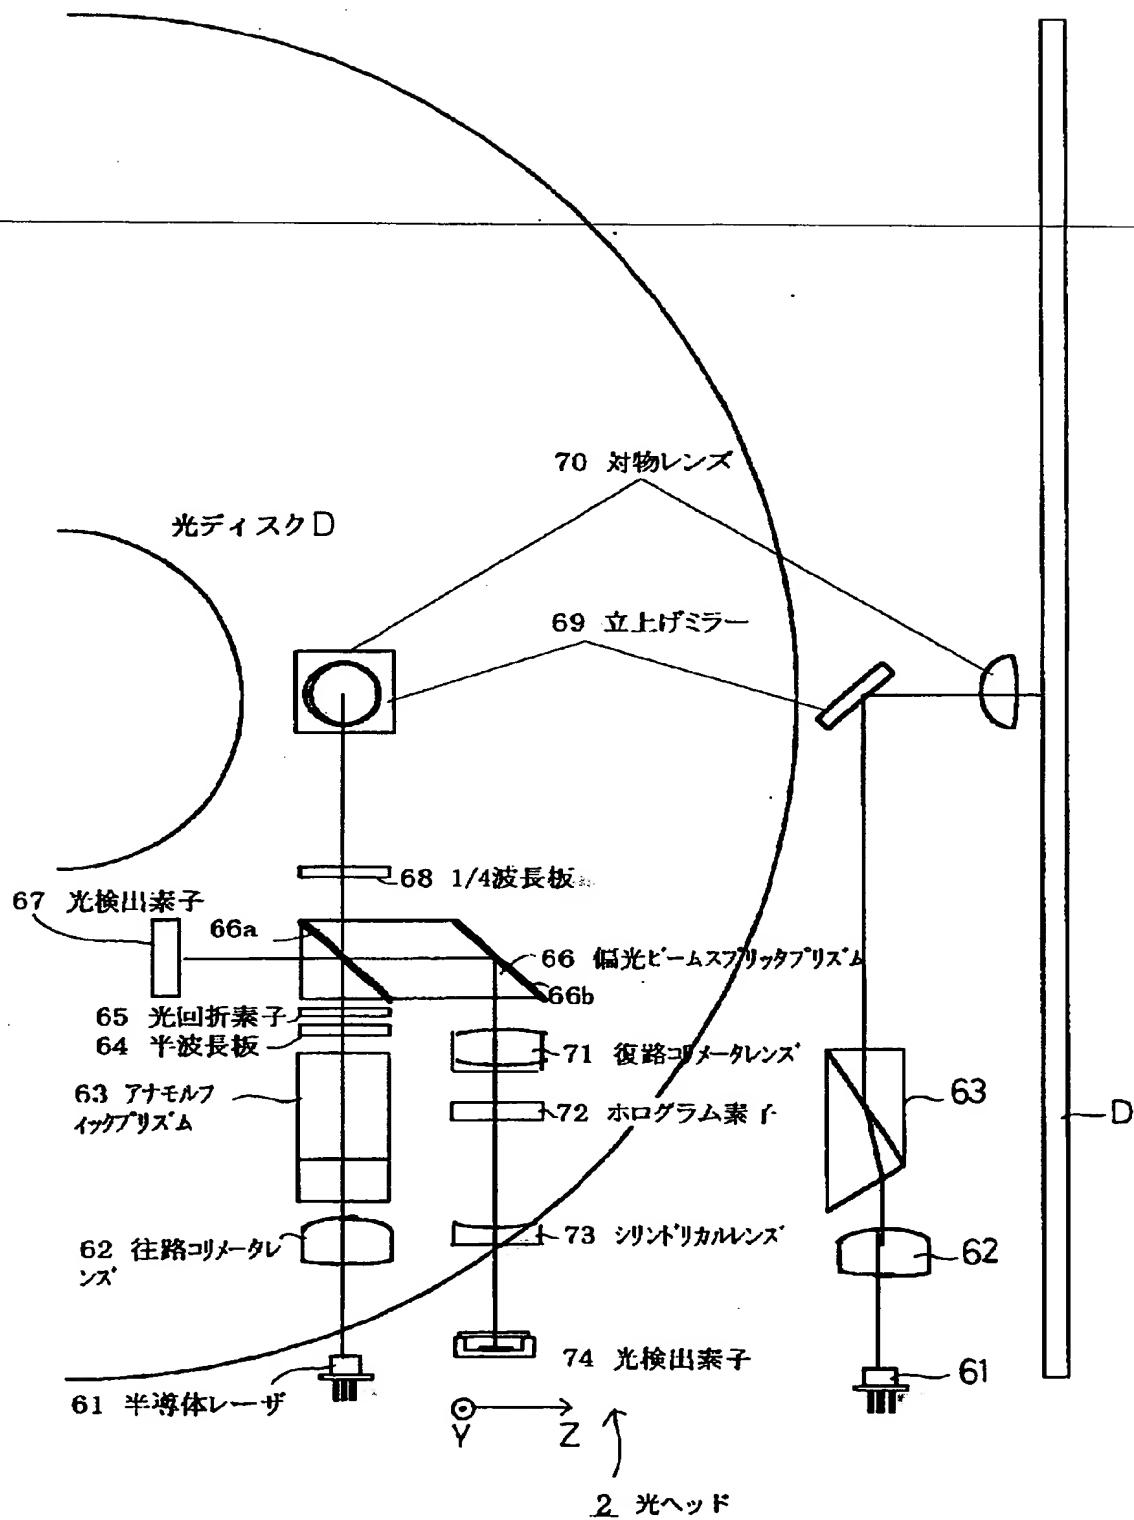 70 対物レンズ
光ディスクD
69 立上げミラー
68 1/4波長板
67 光検出素子
66a
66 偏光ビームスプリッタプリズム
66b
65 光回折素子
64 半波長板
71 復路コリメータレンズ
63 アナモルフ
ィックプリズム
63
72 ホログラム素子
D
73 シリンドリカルレンズ
62 往路コリメータレ
ンズ
62
74 光検出素子
61
61 半導体レーザ
Y
Z
2 光ヘッド